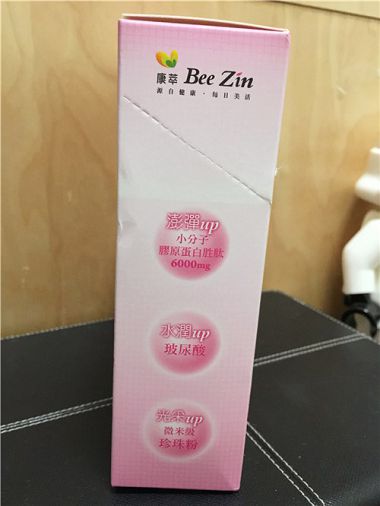 康萃 Bee Zin
源自健康・每日美活
澎彈up
小分子
膠原蛋白胜肽
6000mg
水潤up
玻尿酸
光采up
微米級
珍珠粉